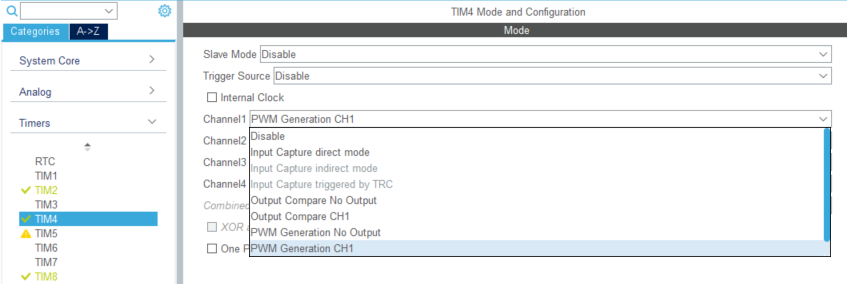 TIM4 Mode and Configuration
Categories
A->Z
Mode
System Core
Analog
Timers
RTC
TIM1
TIM2
TIM3
TIM4
TIM5
TIM6
TIM7
TIM8
Slave Mode Disable
Trigger Source Disable
Internal Clock
Channel1 PWM Generation CH1
Channel2
Channel3
Channel4
Combined
XOR
One P
Disable
Input Capture direct mode
Input Capture indirect mode
Input Capture triggered by TRC
Output Compare No Output
Output Compare CH1
PWM Generation No Output
PWM Generation CH1